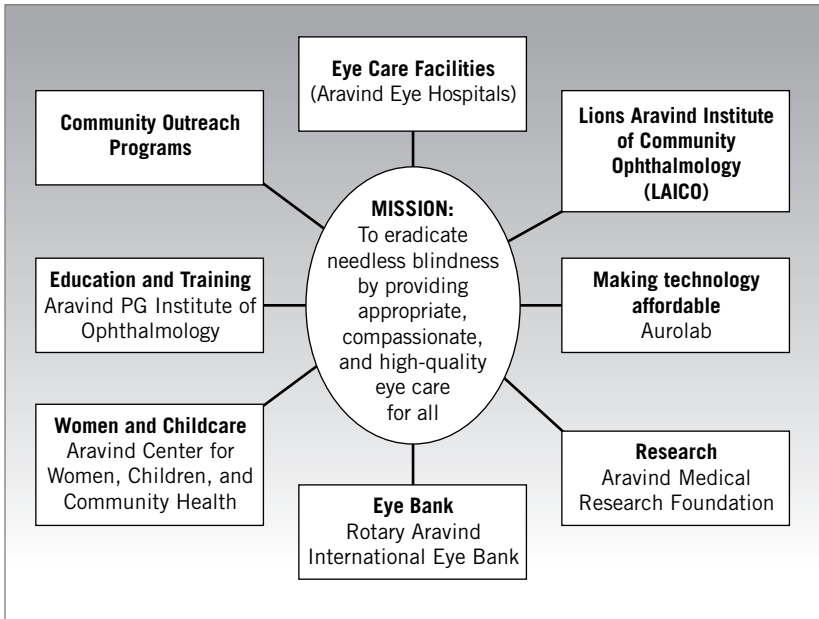 Eye Care Facilities
(Aravind Eye Hospitals)
Community Outreach
Programs
Lions Aravind Institute
of Community
Ophthalmology
(LAICO)
MISSION:
To eradicate
needless blindness
by providing
appropriate,
compassionate,
and high-quality
eye care
for all
Education and Training
Aravind PG Institute of
Ophthalmology
Making technology
affordable
Aurolab
Women and Childcare
Aravind Center for
Women, Children, and
Community Health
Research
Aravind Medical
Research Foundation
Eye Bank
Rotary Aravind
International Eye Bank